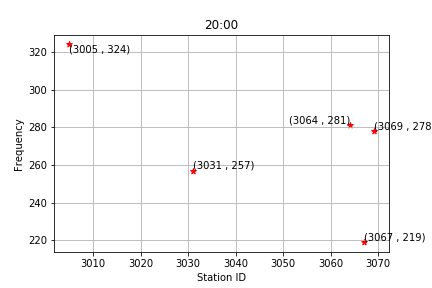 20:00
320
300
280
260
240
220
Frequency
(3005 , 324)
(3064 , 281)
(3069 , 278
(3031 , 257)
(3067 , 219)
3010 3020 3030 3040 3050 3060 3070
Station ID